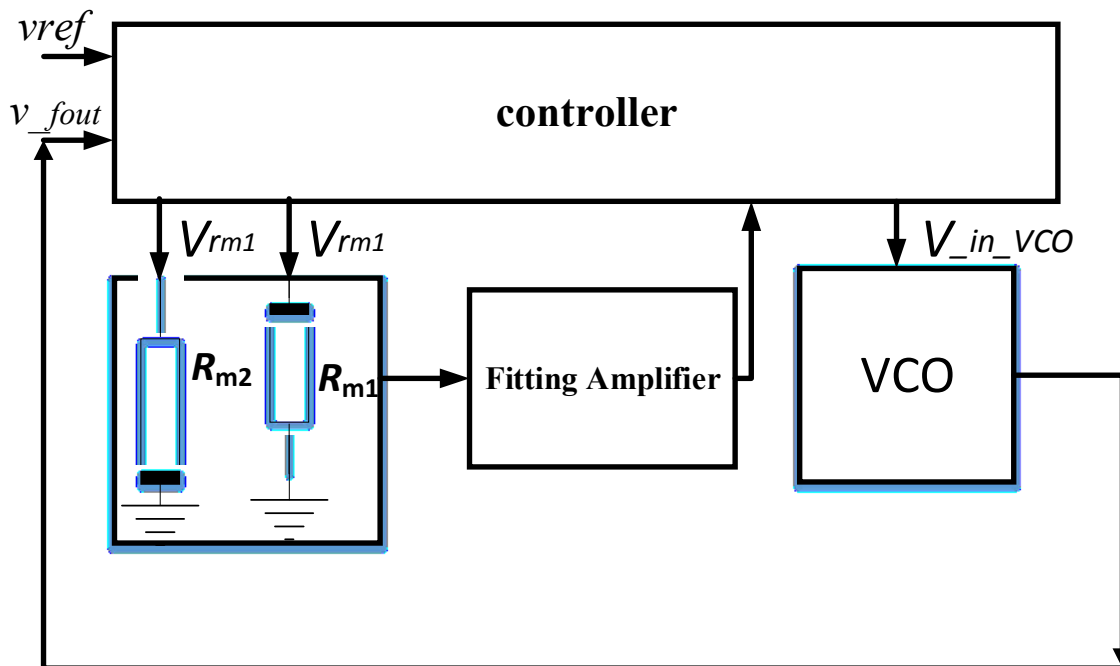 vref
v_fout
controller
Vrm1 Vrm1
V_in_VCO
Rm2
Rm1
Fitting Amplifier
VCO